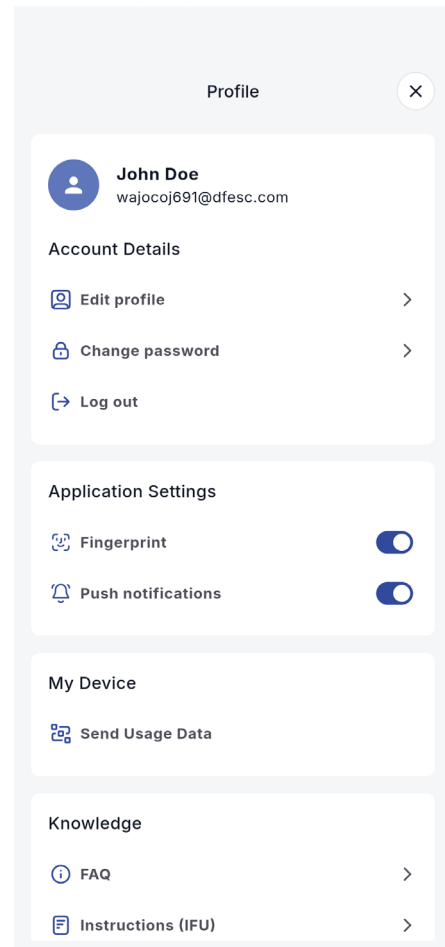 Profile
John Doe
wajocoj691@dfesc.com
Account Details
Edit profile
Change password
Log out
Application Settings
Fingerprint
Push notifications
My Device
Send Usage Data
Knowledge
FAQ
Instructions (IFU)